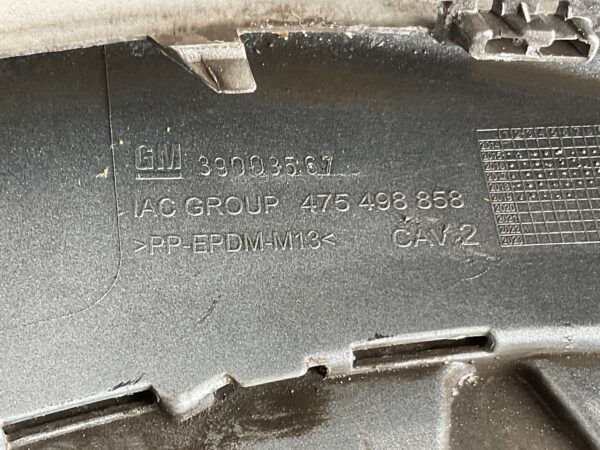 GM 39003567
IAC GROUP 475 498 858
>PP-EPDM-M13< CAV 2